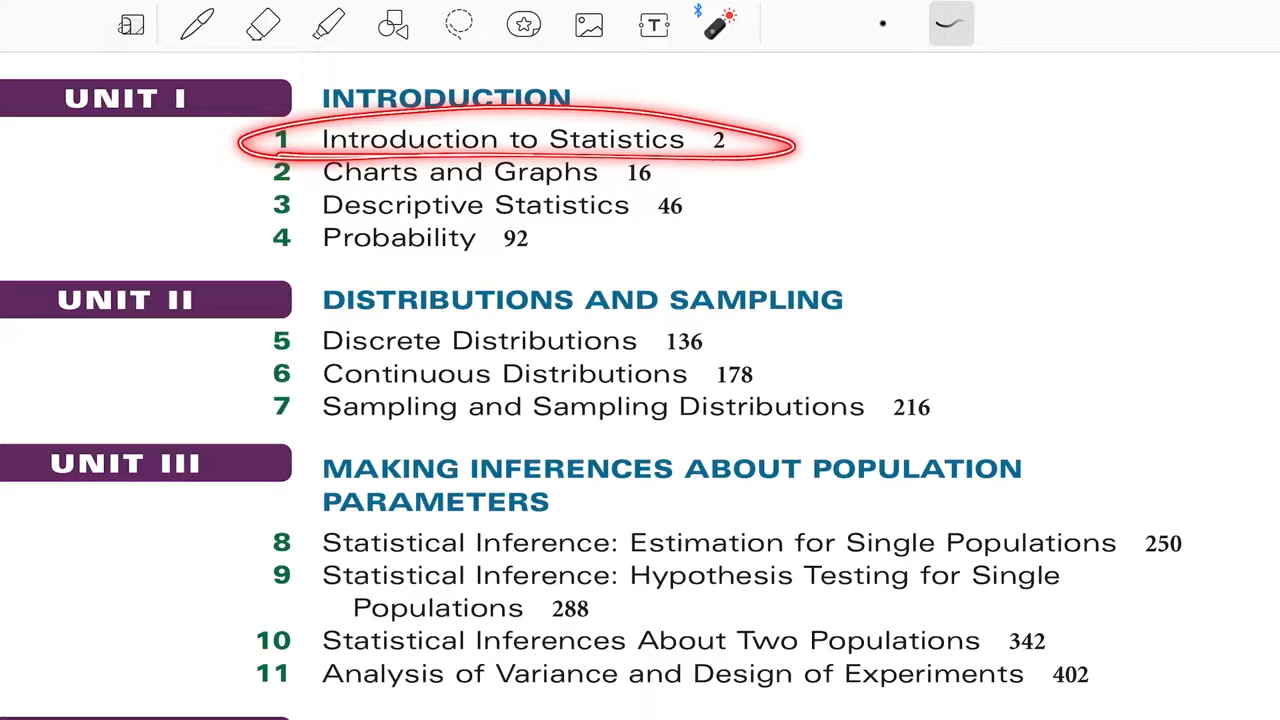 UNIT I INTRODUCTION
1 Introduction to Statistics 2
2 Charts and Graphs 16
3 Descriptive Statistics 46
4 Probability 92
UNIT II DISTRIBUTIONS AND SAMPLING
5 Discrete Distributions 136
6 Continuous Distributions 178
7 Sampling and Sampling Distributions 216
UNIT III MAKING INFERENCES ABOUT POPULATION
PARAMETERS
8 Statistical Inference: Estimation for Single Populations 250
9 Statistical Inference: Hypothesis Testing for Single
Populations 288
10 Statistical Inferences About Two Populations 342
11 Analysis of Variance and Design of Experiments 402